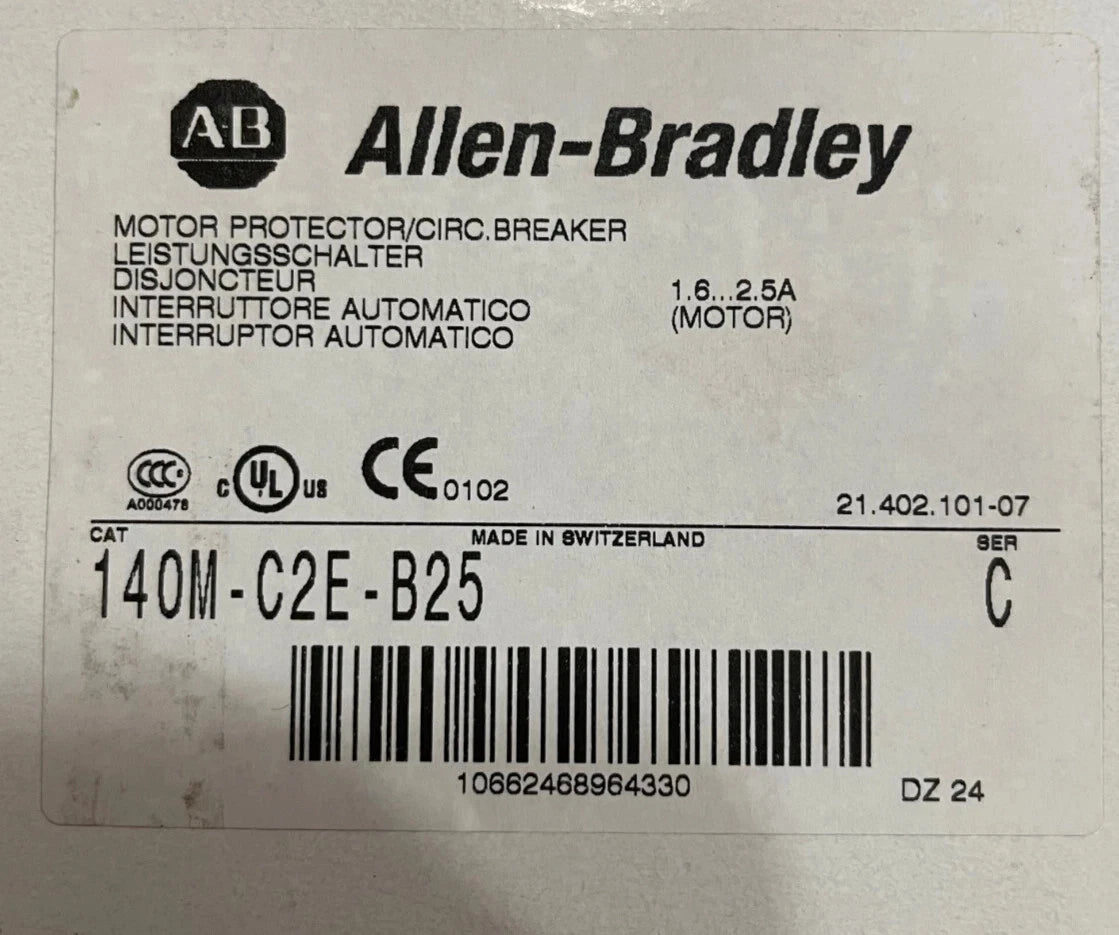 A-B Allen-Bradley
MOTOR PROTECTOR/CIRC.BREAKER
LEISTUNGSSCHALTER
DISJONCTEUR
INTERRUTTORE AUTOMATICO
INTERRUPTOR AUTOMATICO
1.6...2.5A
(MOTOR)
CCC
A000478
C UL US
CE 0102
21.402.101-07
CAT MADE IN SWITZERLAND SER
140M-C2E-B25 C
10662468964330 DZ 24